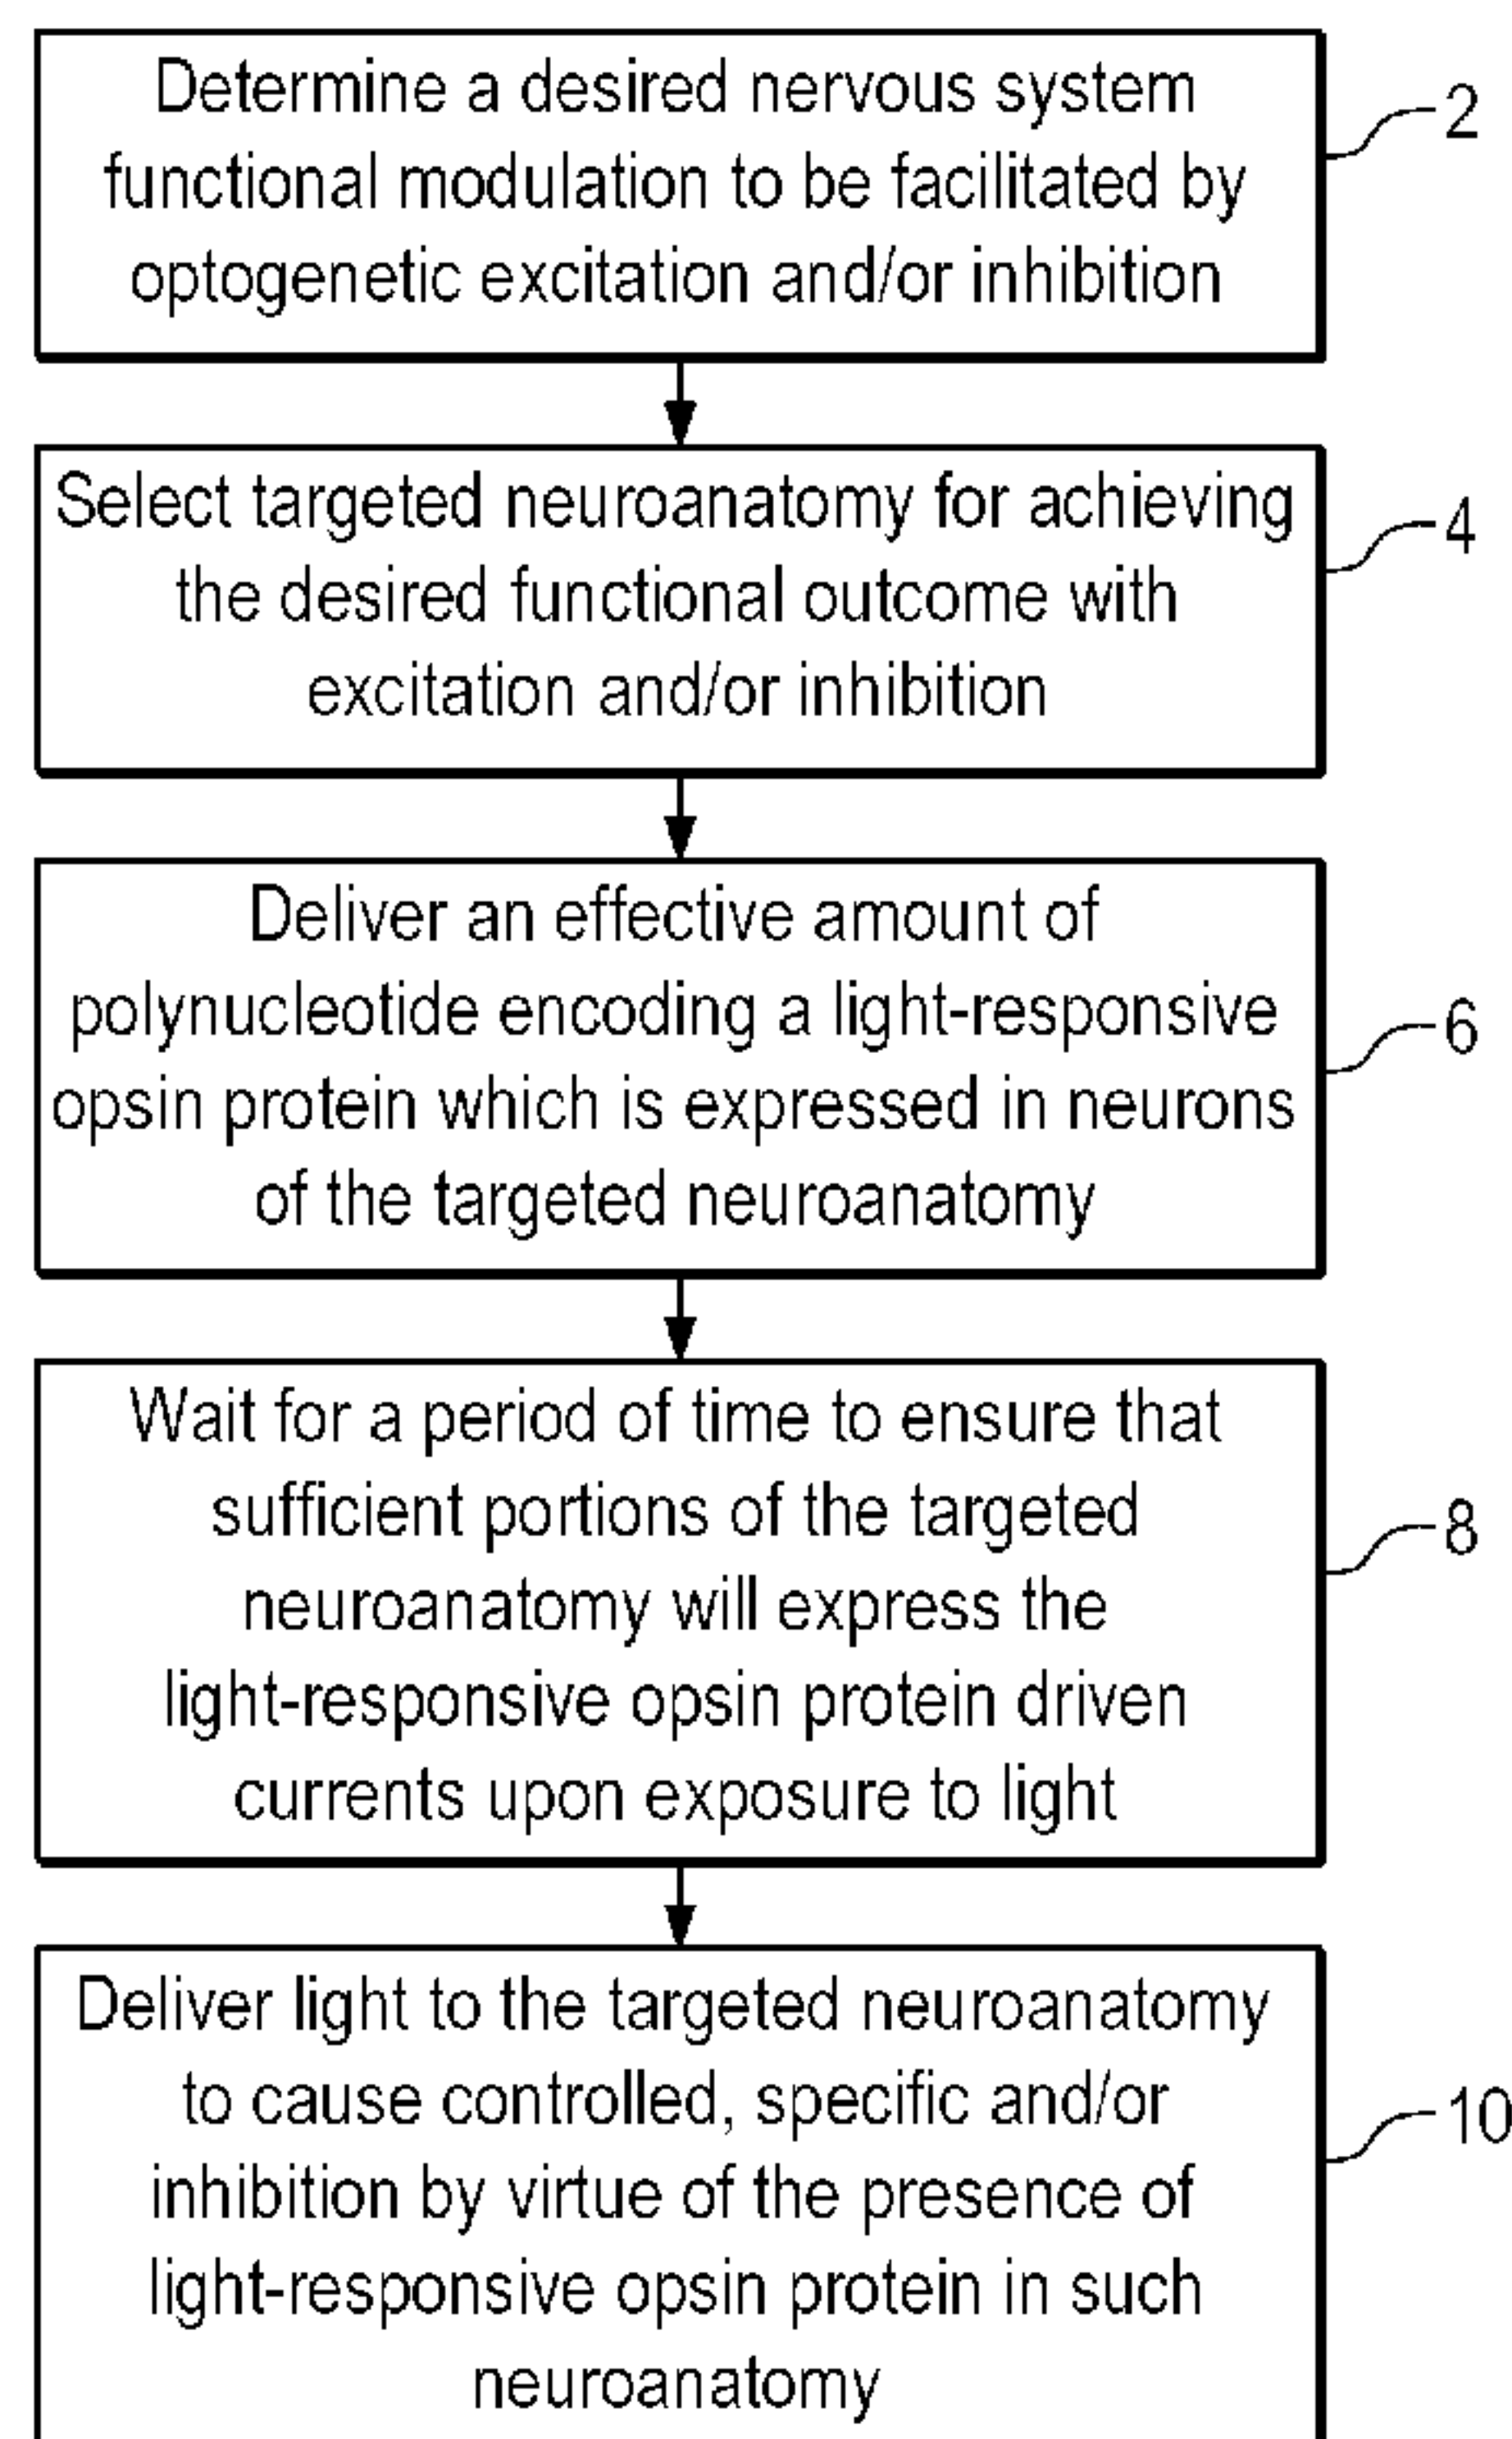 Determine a desired nervous system
functional modulation to be facilitated by
optogenetic excitation and/or inhibition
2
Select targeted neuroanatomy for achieving
the desired functional outcome with
excitation and/or inhibition
4
Deliver an effective amount of
polynucleotide encoding a light-responsive
opsin protein which is expressed in neurons
of the targeted neuroanatomy
6
Wait for a period of time to ensure that
sufficient portions of the targeted
neuroanatomy will express the
light-responsive opsin protein driven
currents upon exposure to light
8
Deliver light to the targeted neuroanatomy
to cause controlled, specific and/or
inhibition by virtue of the presence of
light-responsive opsin protein in such
neuroanatomy
10